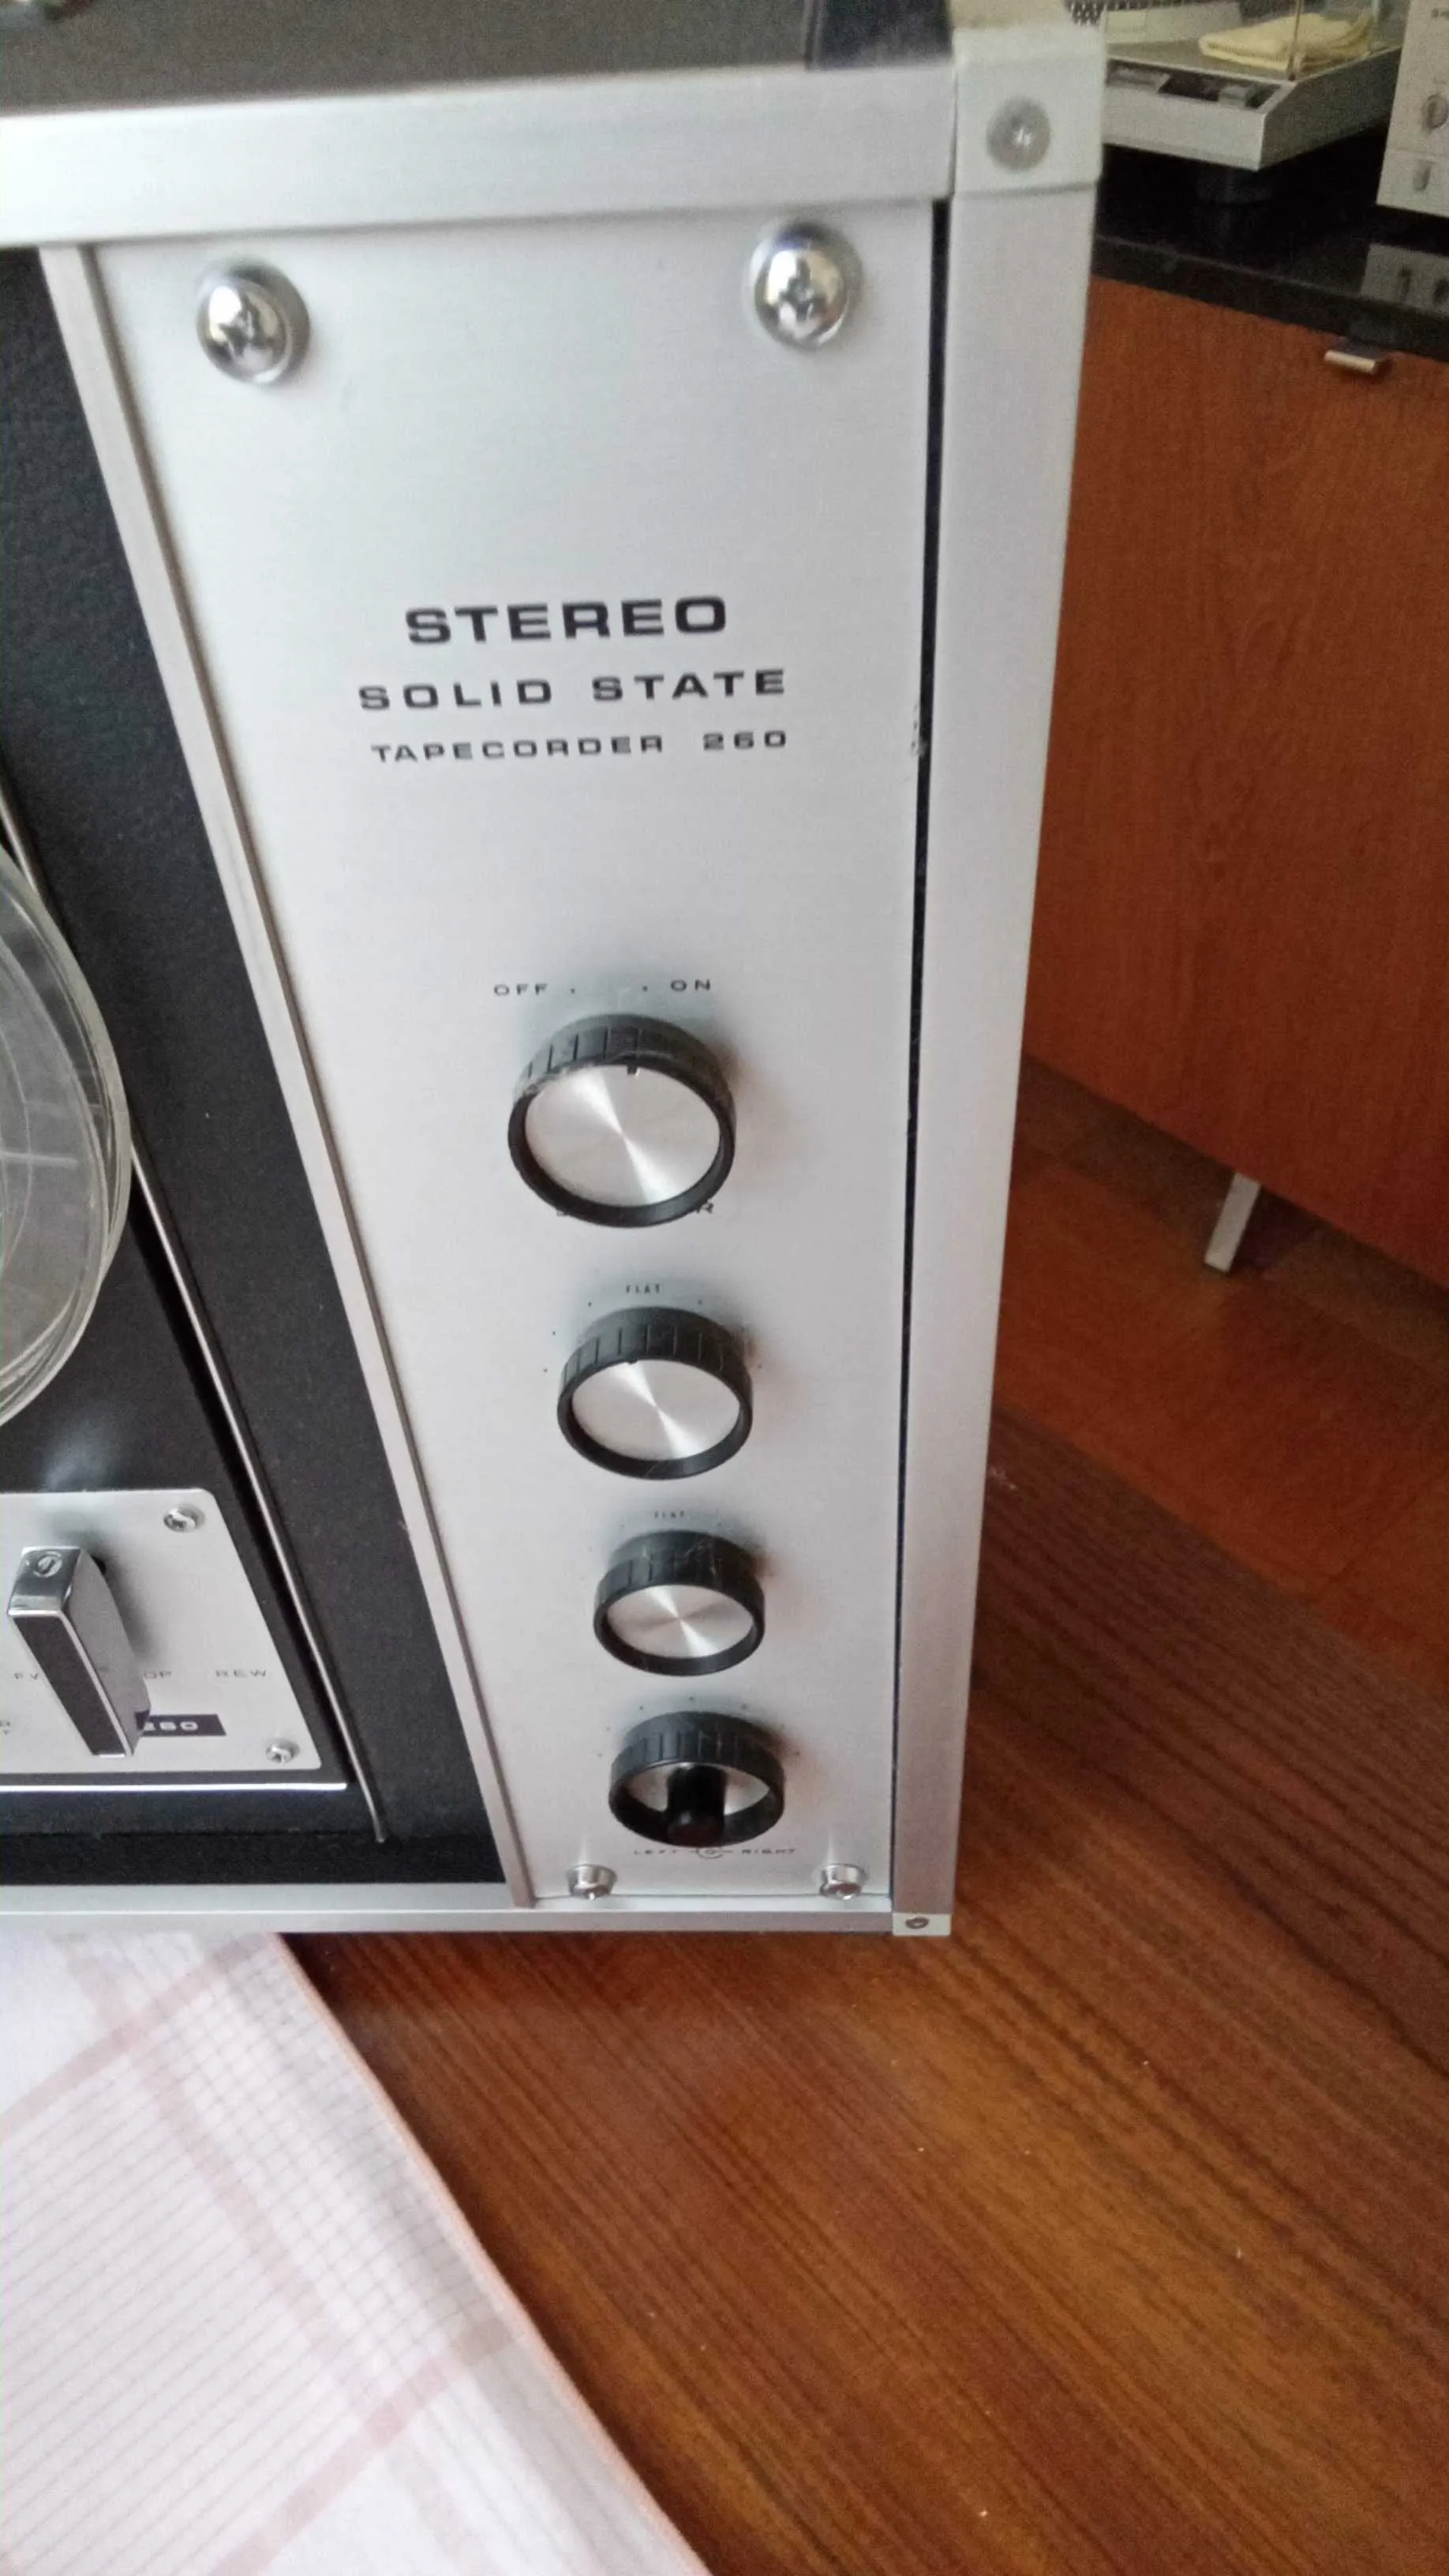 STEREO
SOLID STATE
TAPECORDER 260
OFF . . ON
FLAT
FLAT
REW
260
LEFT RIGHT